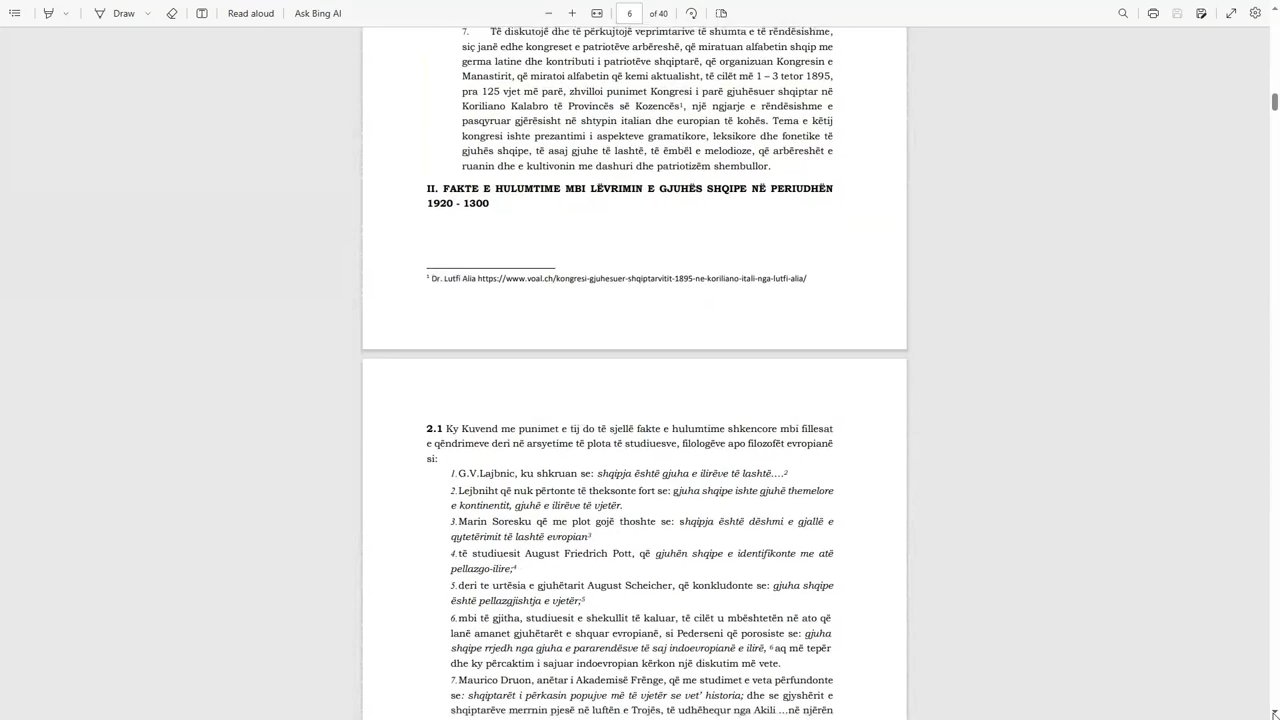 Draw
Read aloud
Ask Bing AI
6 of 40
7. Të diskutojë dhe të përkujtojë veprimtarive të shumta e të rëndësishme,
siç janë edhe kongreset e patriotëve arbëreshë, që miratuan alfabetin shqip me
germa latine dhe kontributi i patriotëve shqiptarë, që organizuan Kongresin e
Manastirit, që miratoi alfabetin që kemi aktualisht, të cilët më 1 – 3 tetor 1895,
pra 125 vjet më parë, zhvilloi punimet Kongresi i parë gjuhësuer shqiptar në
Koriliano Kalabro të Provincës së Kozencës¹, një ngjarje e rëndësishme e
pasqyruar gjërësisht në shtypin italian dhe europian të kohës. Tema e këtij
kongresi ishte prezantimi i aspekteve gramatikore, leksikore dhe fonetike të
gjuhës shqipe, të asaj gjuhe të lashtë, të ëmbël e melodioze, që arbëreshët e
ruanin dhe e kultivonin me dashuri dhe patriotizëm shembullor.
II. FAKTE E HULUMTIME MBI LËVRIMIN E GJUHËS SHQIPE NË PERIUDHËN
1920 - 1300
¹ Dr. Lutfi Alia https://www.voal.ch/kongresi-gjuhesuer-shqiptarvitit-1895-ne-koriliano-itali-nga-lutfi-alia/
2.1 Ky Kuvend me punimet e tij do të sjellë fakte e hulumtime shkencore mbi fillesat
e qëndrimeve deri në arsyetime të plota të studiuesve, filologëve apo filozofët evropianë
si:
1.G.V.Lajbnic, ku shkruan se: shqipja është gjuha e ilirëve të lashtë….²
2.Lejbniht që nuk përtonte të theksonte fort se: gjuha shqipe ishte gjuhë themelore
e kontinentit, gjuhë e ilirëve të vjetër.
3.Marin Soresku që me plot gojë thoshte se: shqipja është dëshmi e gjallë e
qytetërimit të lashtë evropian³
4.të studiuesit August Friedrich Pott, që gjuhën shqipe e identifikonte me atë
pellazgo-ilire;⁴
5.deri te urtësia e gjuhëtarit August Scheicher, që konkludonte se: gjuha shqipe
është pellazgjishtja e vjetër;⁵
6.mbi të gjitha, studiuesit e shekullit të kaluar, të cilët u mbështetën në ato që
lanë amanet gjuhëtarët e shquar evropianë, si Pederseni që porosiste se: gjuha
shqipe rrjedh nga gjuha e pararendësve të saj indoevropianë e ilirë, ⁶ aq më tepër
dhe ky përcaktim i sajuar indoevropian kërkon një diskutim më vete.
7.Maurico Druon, anëtar i Akademisë Frënge, që me studimet e veta përfundonte
se: shqiptarët i përkasin popujve më të vjetër se vet’ historia; dhe se gjyshërit e
shqiptarëve merrnin pjesë në luftën e Trojës, të udhëhequr nga Akili …në njërën